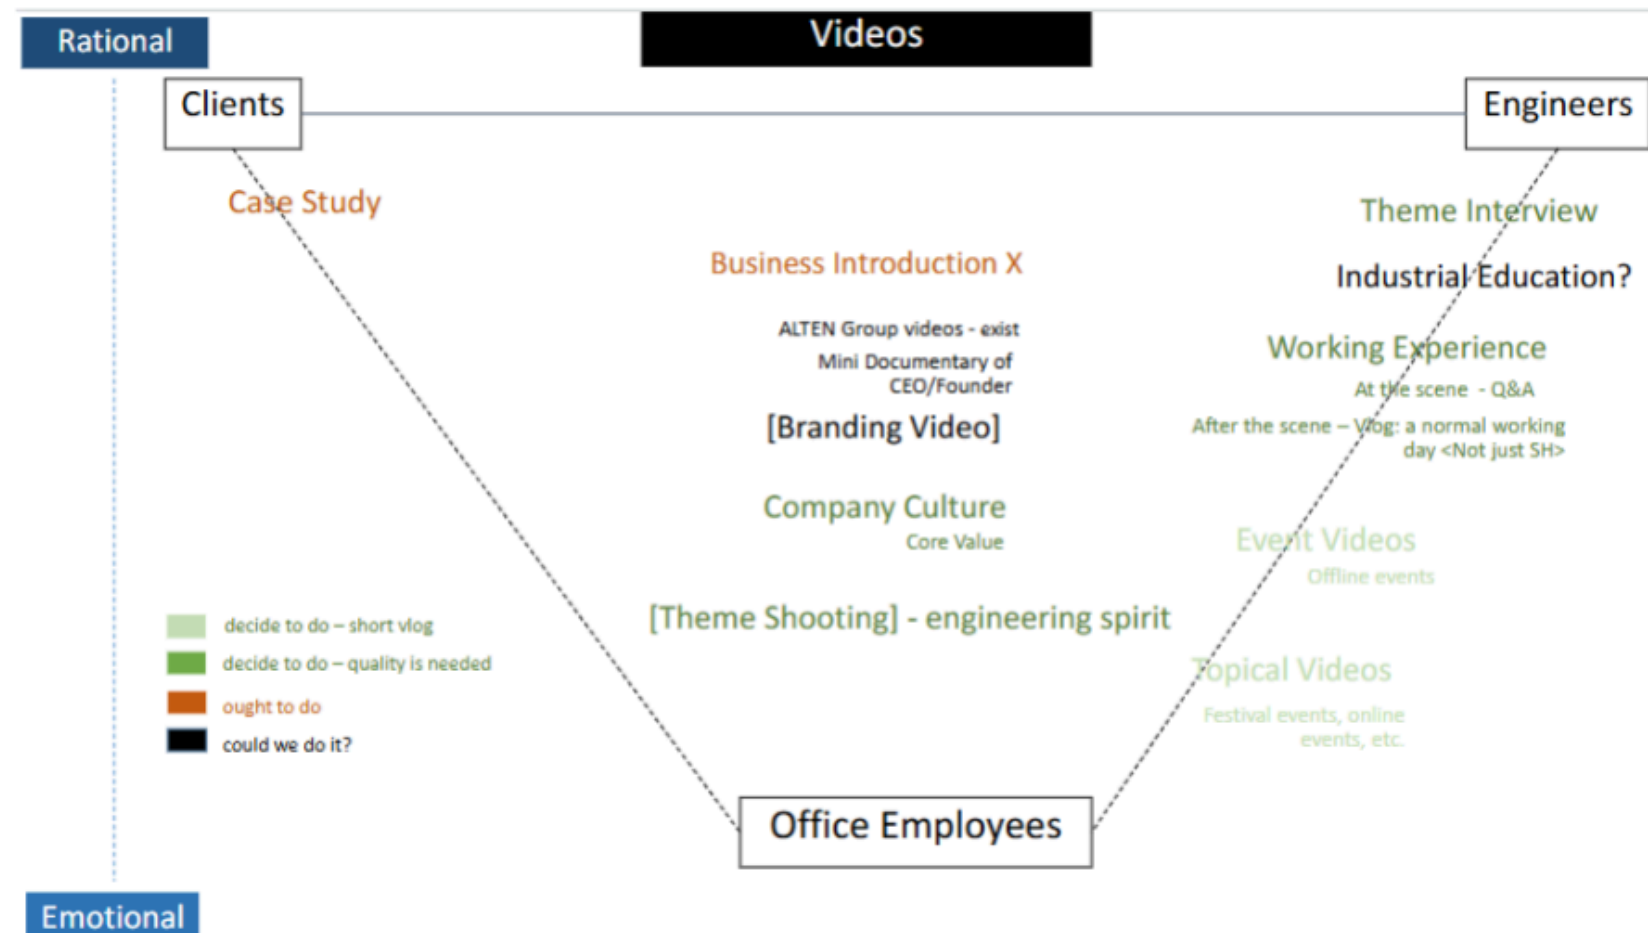 Rational
Videos
Clients
Engineers
Case Study
Theme Interview
Business Introduction X
Industrial Education?
ALTEN Group videos - exist
Mini Documentary of
CEO/Founder
Working Experience
At the scene - Q&A
[Branding Video]
After the scene – Vlog: a normal working
day <Not just SH>
Company Culture
Core Value
Event Videos
Offline events
[Theme Shooting] - engineering spirit
decide to do – short vlog
decide to do – quality is needed
ought to do
could we do it?
Topical Videos
Festival events, online
events, etc.
Office Employees
Emotional